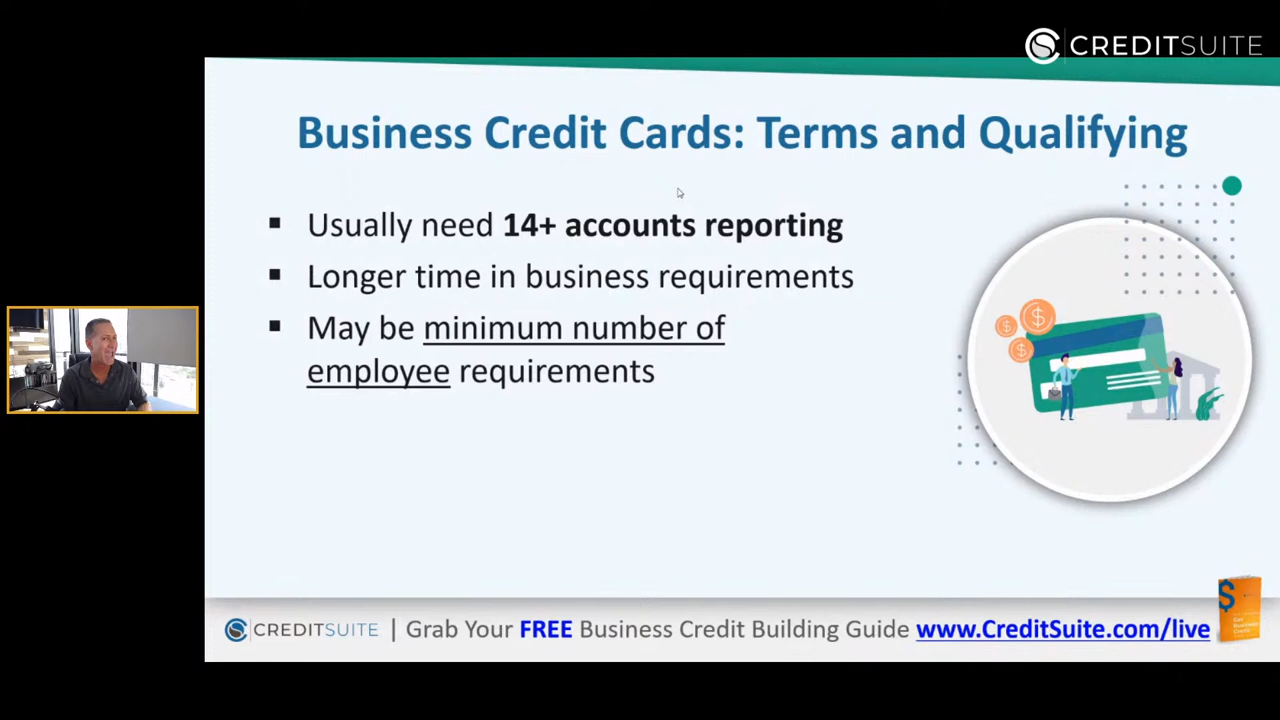 CREDITSUITE
Business Credit Cards: Terms and Qualifying
▪ Usually need 14+ accounts reporting
▪ Longer time in business requirements
▪ May be minimum number of
employee requirements
CREDITSUITE | Grab Your FREE Business Credit Building Guide www.CreditSuite.com/live